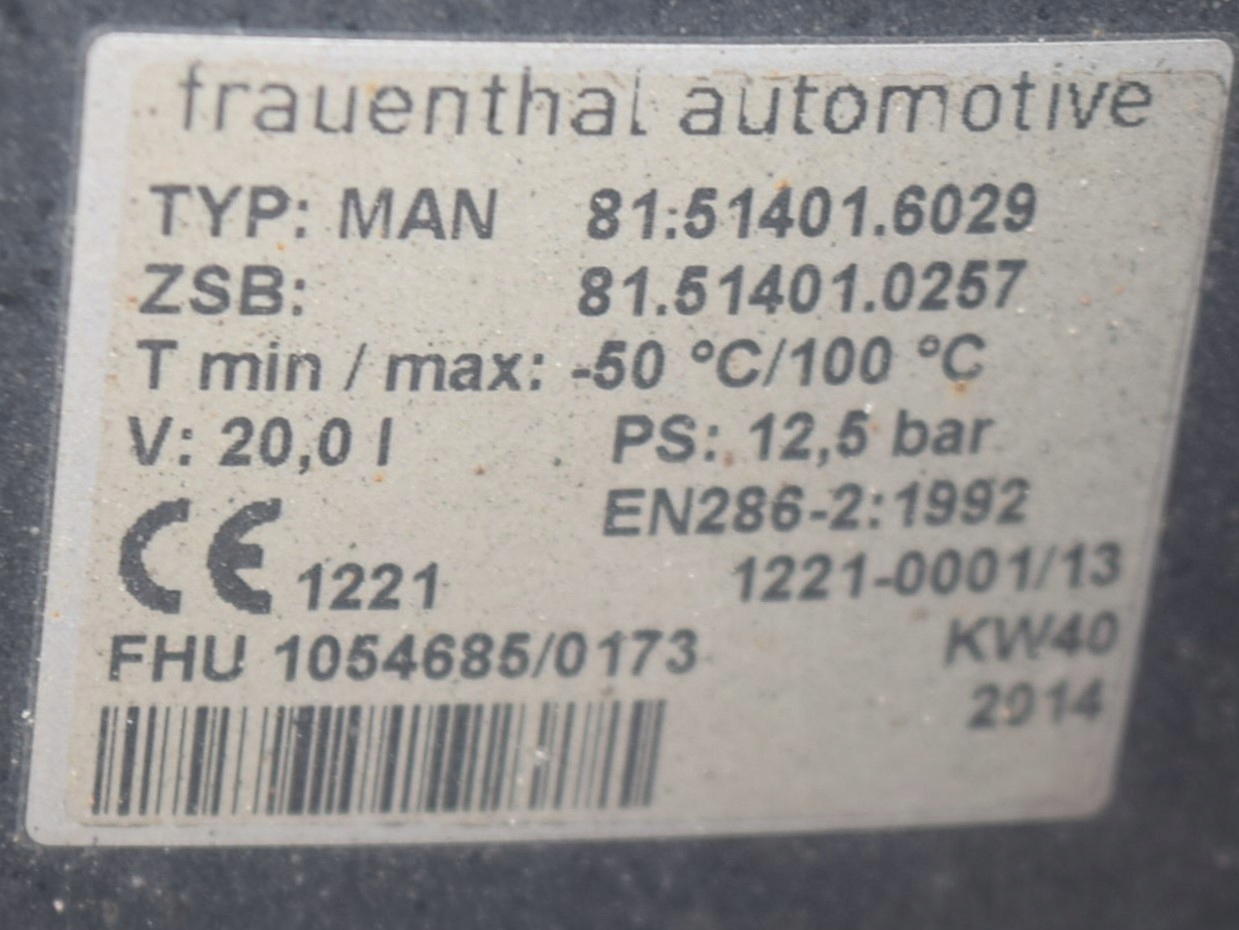 frauenthal automotive
TYP: MAN 81.51401.6029
ZSB: 81.51401.0257
T min / max: -50 °C/100 °C
V: 20,0 l PS: 12,5 bar
EN286-2:1992
CE 1221 1221-0001/13
FHU 1054685/0173 KW40
2014